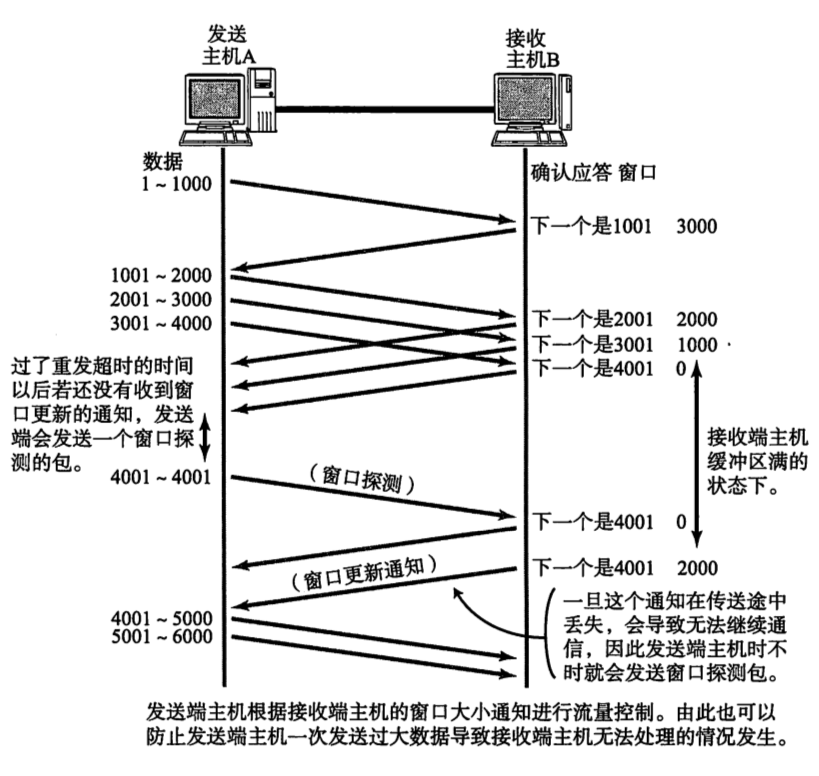 发送
主机A
接收
主机B
数据
确认应答 窗口
1 ~ 1000
下一个是1001 3000
1001 ~ 2000
2001 ~ 3000
3001 ~ 4000
下一个是2001 2000
下一个是3001 1000
下一个是4001 0
过了重发超时的时间
以后若还没有收到窗
口更新的通知，发送
端会发送一个窗口探
测的包。
接收端主机
缓冲区满的
状态下。
4001 ~ 4001
（窗口探测）
下一个是4001 0
下一个是4001 2000
（窗口更新通知）
4001 ~ 5000
5001 ~ 6000
一旦这个通知在传送途中
丢失，会导致无法继续通
信，因此发送端主机时不
时就会发送窗口探测包。
发送端主机根据接收端主机的窗口大小通知进行流量控制。由此也可以
防止发送端主机一次发送过大数据导致接收端主机无法处理的情况发生。